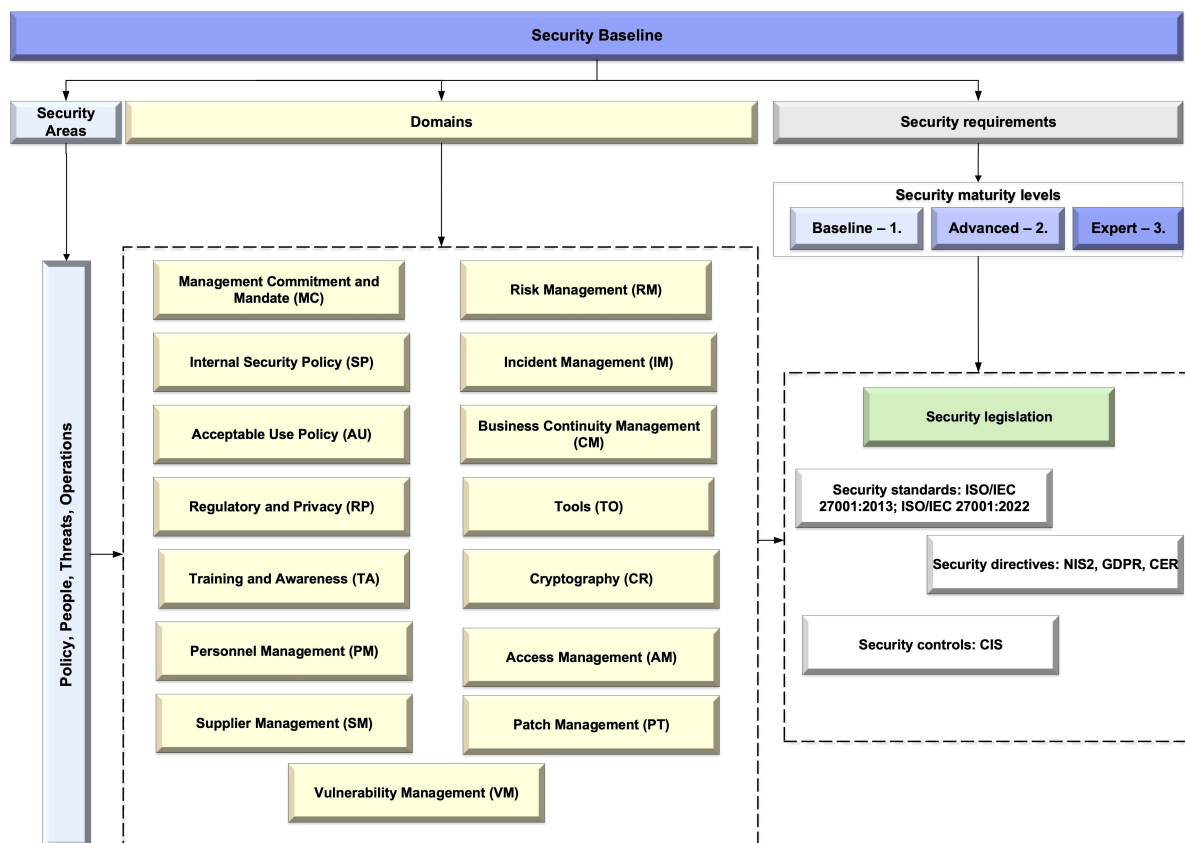 Security Baseline
Security
Areas
Domains
Security requirements
Security maturity levels
Baseline – 1.
Advanced – 2.
Expert – 3.
Policy, People, Threats, Operations
Management Commitment and
Mandate (MC)
Risk Management (RM)
Internal Security Policy (SP)
Incident Management (IM)
Acceptable Use Policy (AU)
Business Continuity Management
(CM)
Regulatory and Privacy (RP)
Tools (TO)
Training and Awareness (TA)
Cryptography (CR)
Personnel Management (PM)
Access Management (AM)
Supplier Management (SM)
Patch Management (PT)
Vulnerability Management (VM)
Security legislation
Security standards: ISO/IEC
27001:2013; ISO/IEC 27001:2022
Security directives: NIS2, GDPR, CER
Security controls: CIS